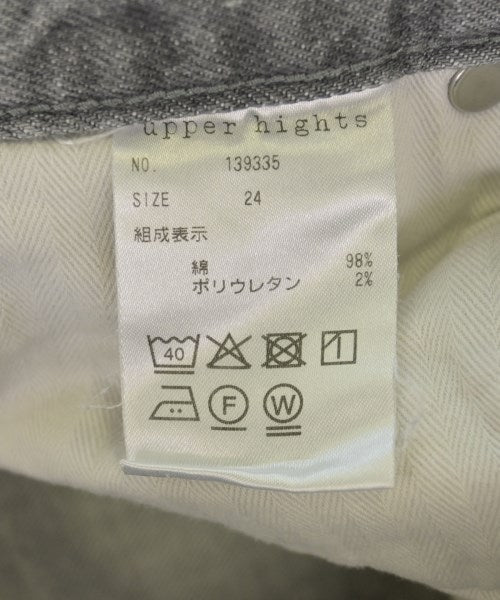 upper hights
NO. 139335
SIZE 24
組成表示
綿 98%
ポリウレタン 2%
40
F W